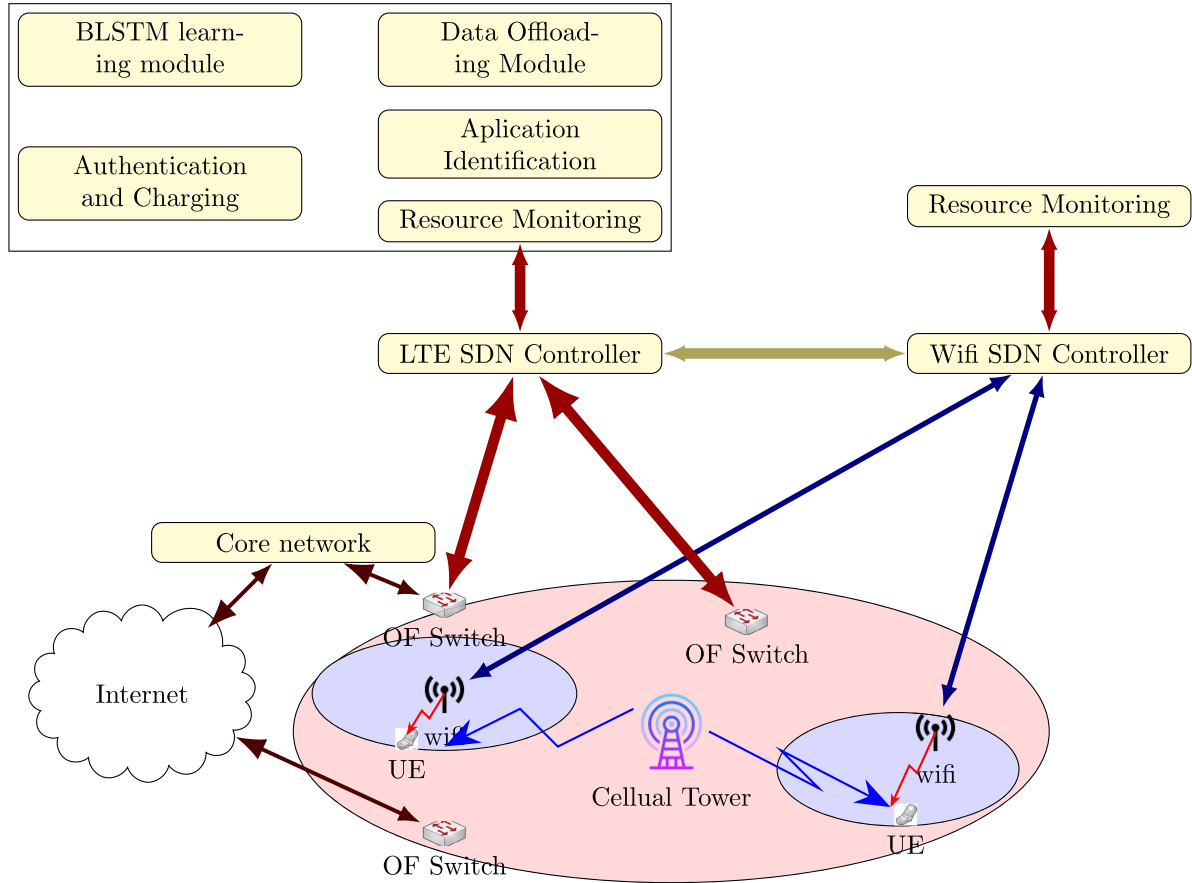 BLSTM learn-
ing module
Data Offload-
ing Module
Aplication
Identification
Authentication
and Charging
Resource Monitoring
Resource Monitoring
LTE SDN Controller
Wifi SDN Controller
Core network
OF Switch
OF Switch
Internet
wifi
UE
wifi
Cellual Tower
UE
OF Switch